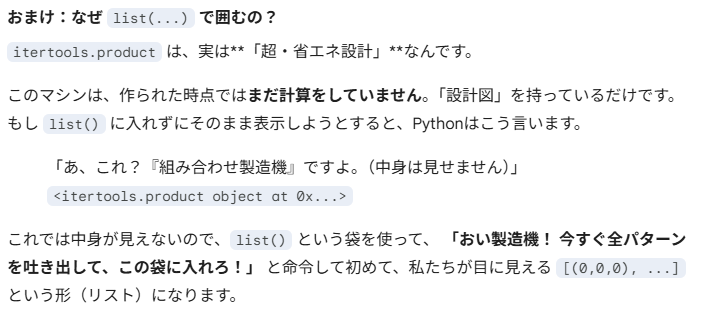 おまけ：なぜ list(...) で囲むの？
itertools.product は、実は**「超・省エネ設計」**なんです。
このマシンは、作られた時点ではまだ計算をしていません。「設計図」を持っているだけです。
もし list() に入れずにそのまま表示しようとすると、Pythonはこう言います。
「あ、これ？『組み合わせ製造機』ですよ。（中身は見せません）」
<itertools.product object at 0x...>
これでは中身が見えないので、 list() という袋を使って、 「おい製造機！ 今すぐ全パターン
を吐き出して、この袋に入れろ！」 と命令して初めて、私たちが目に見える [(0,0,0), ...]
という形（リスト）になります。